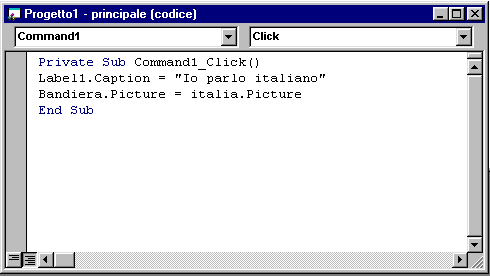 Progetto1 - principale (codice)
Command1 Click
Private Sub Command1_Click()
Label1.Caption = "Io parlo italiano"
Bandiera.Picture = italia.Picture
End Sub